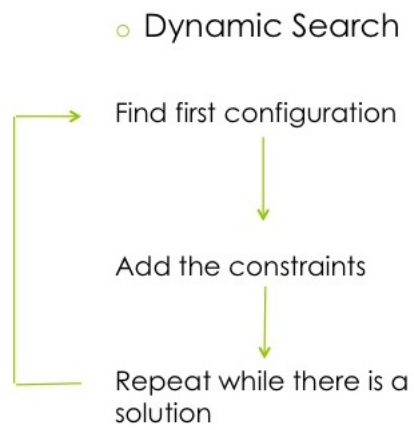 Dynamic Search
Find first configuration
Add the constraints
Repeat while there is a
solution